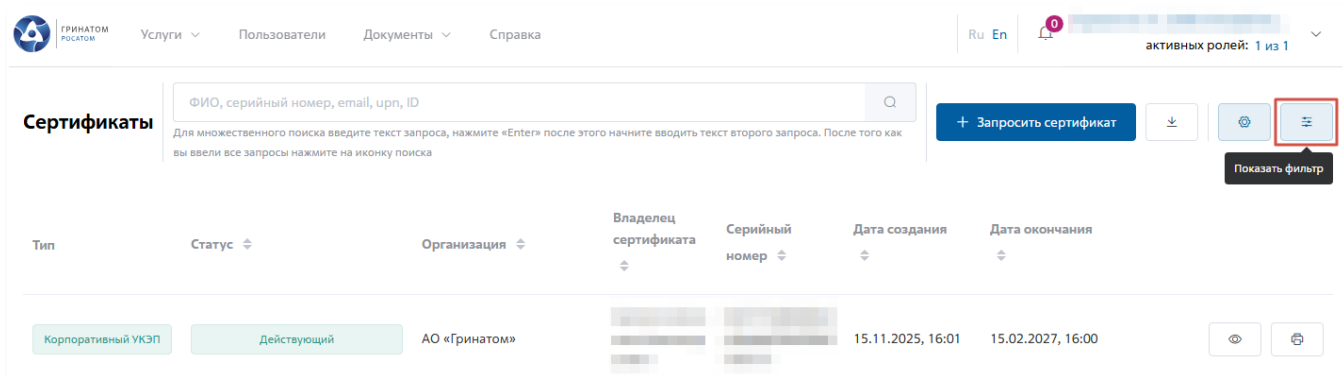 ГРИНАТОМ
РОСАТОМ
Услуги
Пользователи
Документы
Справка
Ru En
0
активных ролей: 1 из 1
Сертификаты
ФИО, серийный номер, email, upn, ID
Для множественного поиска введите текст запроса, нажмите «Enter» после этого начните вводить текст второго запроса. После того как
вы ввели все запросы нажмите на иконку поиска
+ Запросить сертификат
Показать фильтр
Тип
Статус
Организация
Владелец
сертификата
Серийный
номер
Дата создания
Дата окончания
Корпоративный УКЭП
Действующий
АО «Гринатом»
15.11.2025, 16:01
15.02.2027, 16:00